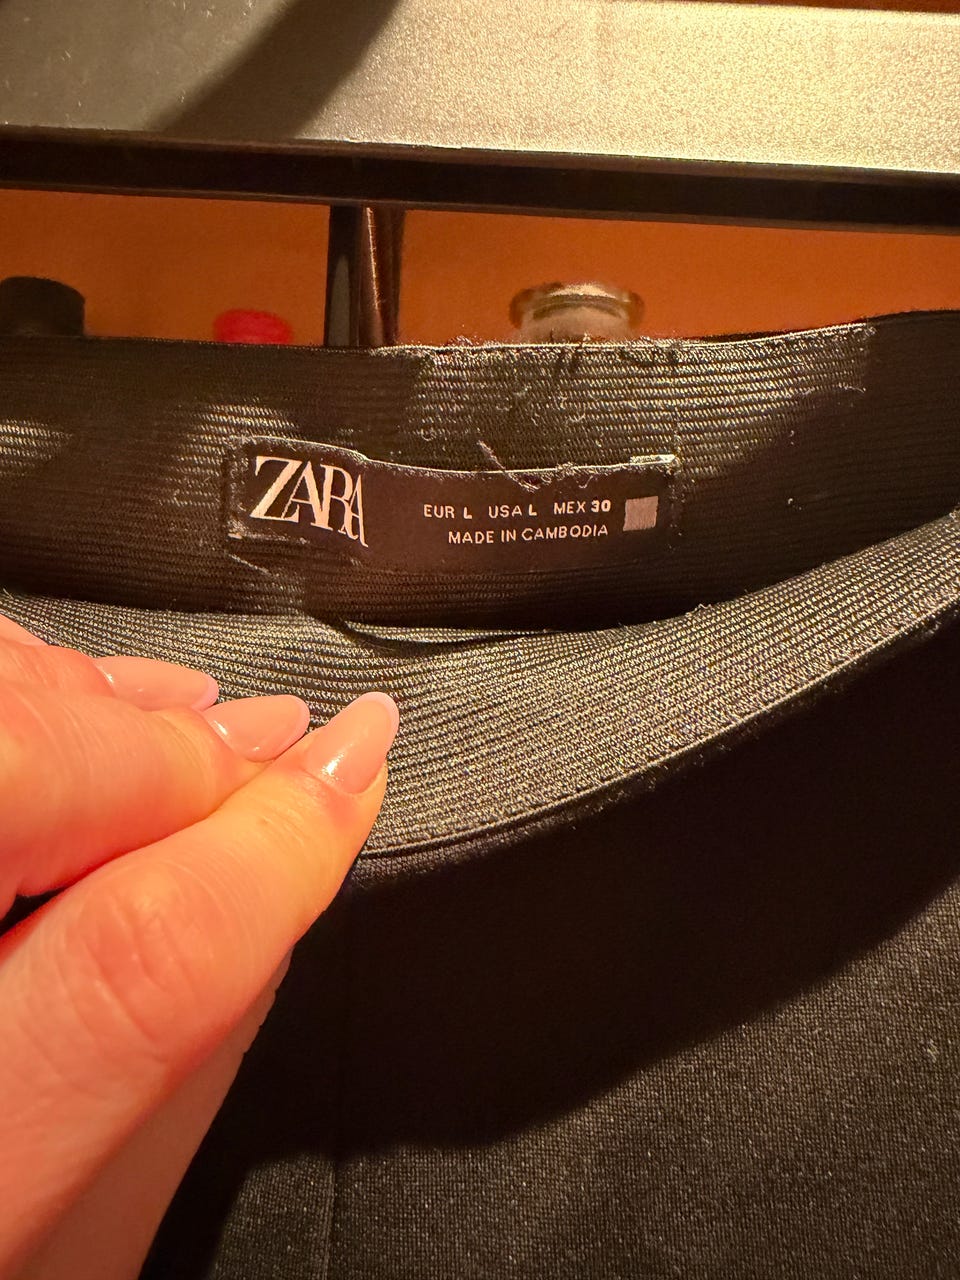 ZARA
EUR L USA L MEX 30
MADE IN CAMBODIA